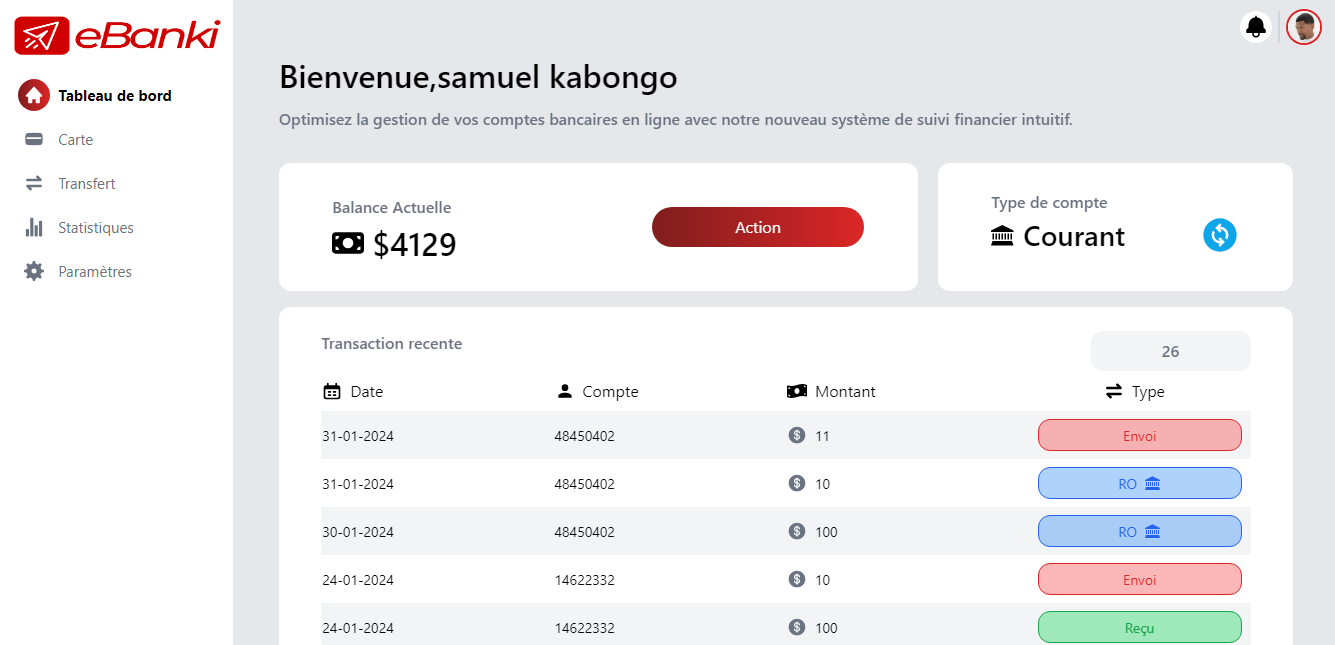 eBanki
Tableau de bord
Carte
Transfert
Statistiques
Paramètres
Bienvenue,samuel kabongo
Optimisez la gestion de vos comptes bancaires en ligne avec notre nouveau système de suivi financier intuitif.
Balance Actuelle
$4129
Action
Type de compte
Courant
Transaction recente
26
Date Compte Montant Type
31-01-2024 48450402 $ 11 Envoi
31-01-2024 48450402 $ 10 RO
30-01-2024 48450402 $ 100 RO
24-01-2024 14622332 $ 10 Envoi
24-01-2024 14622332 $ 100 Reçu